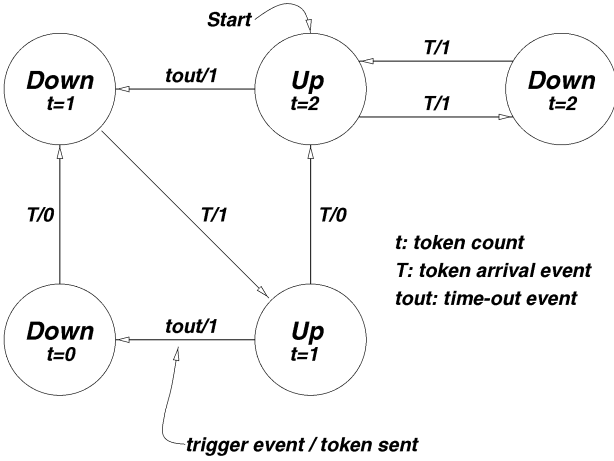 Start
Down
t=1
tout/1
Up
t=2
T/1
T/1
Down
t=2
T/0
T/1
T/0
t: token count
T: token arrival event
tout: time-out event
Down
t=0
tout/1
Up
t=1
trigger event / token sent